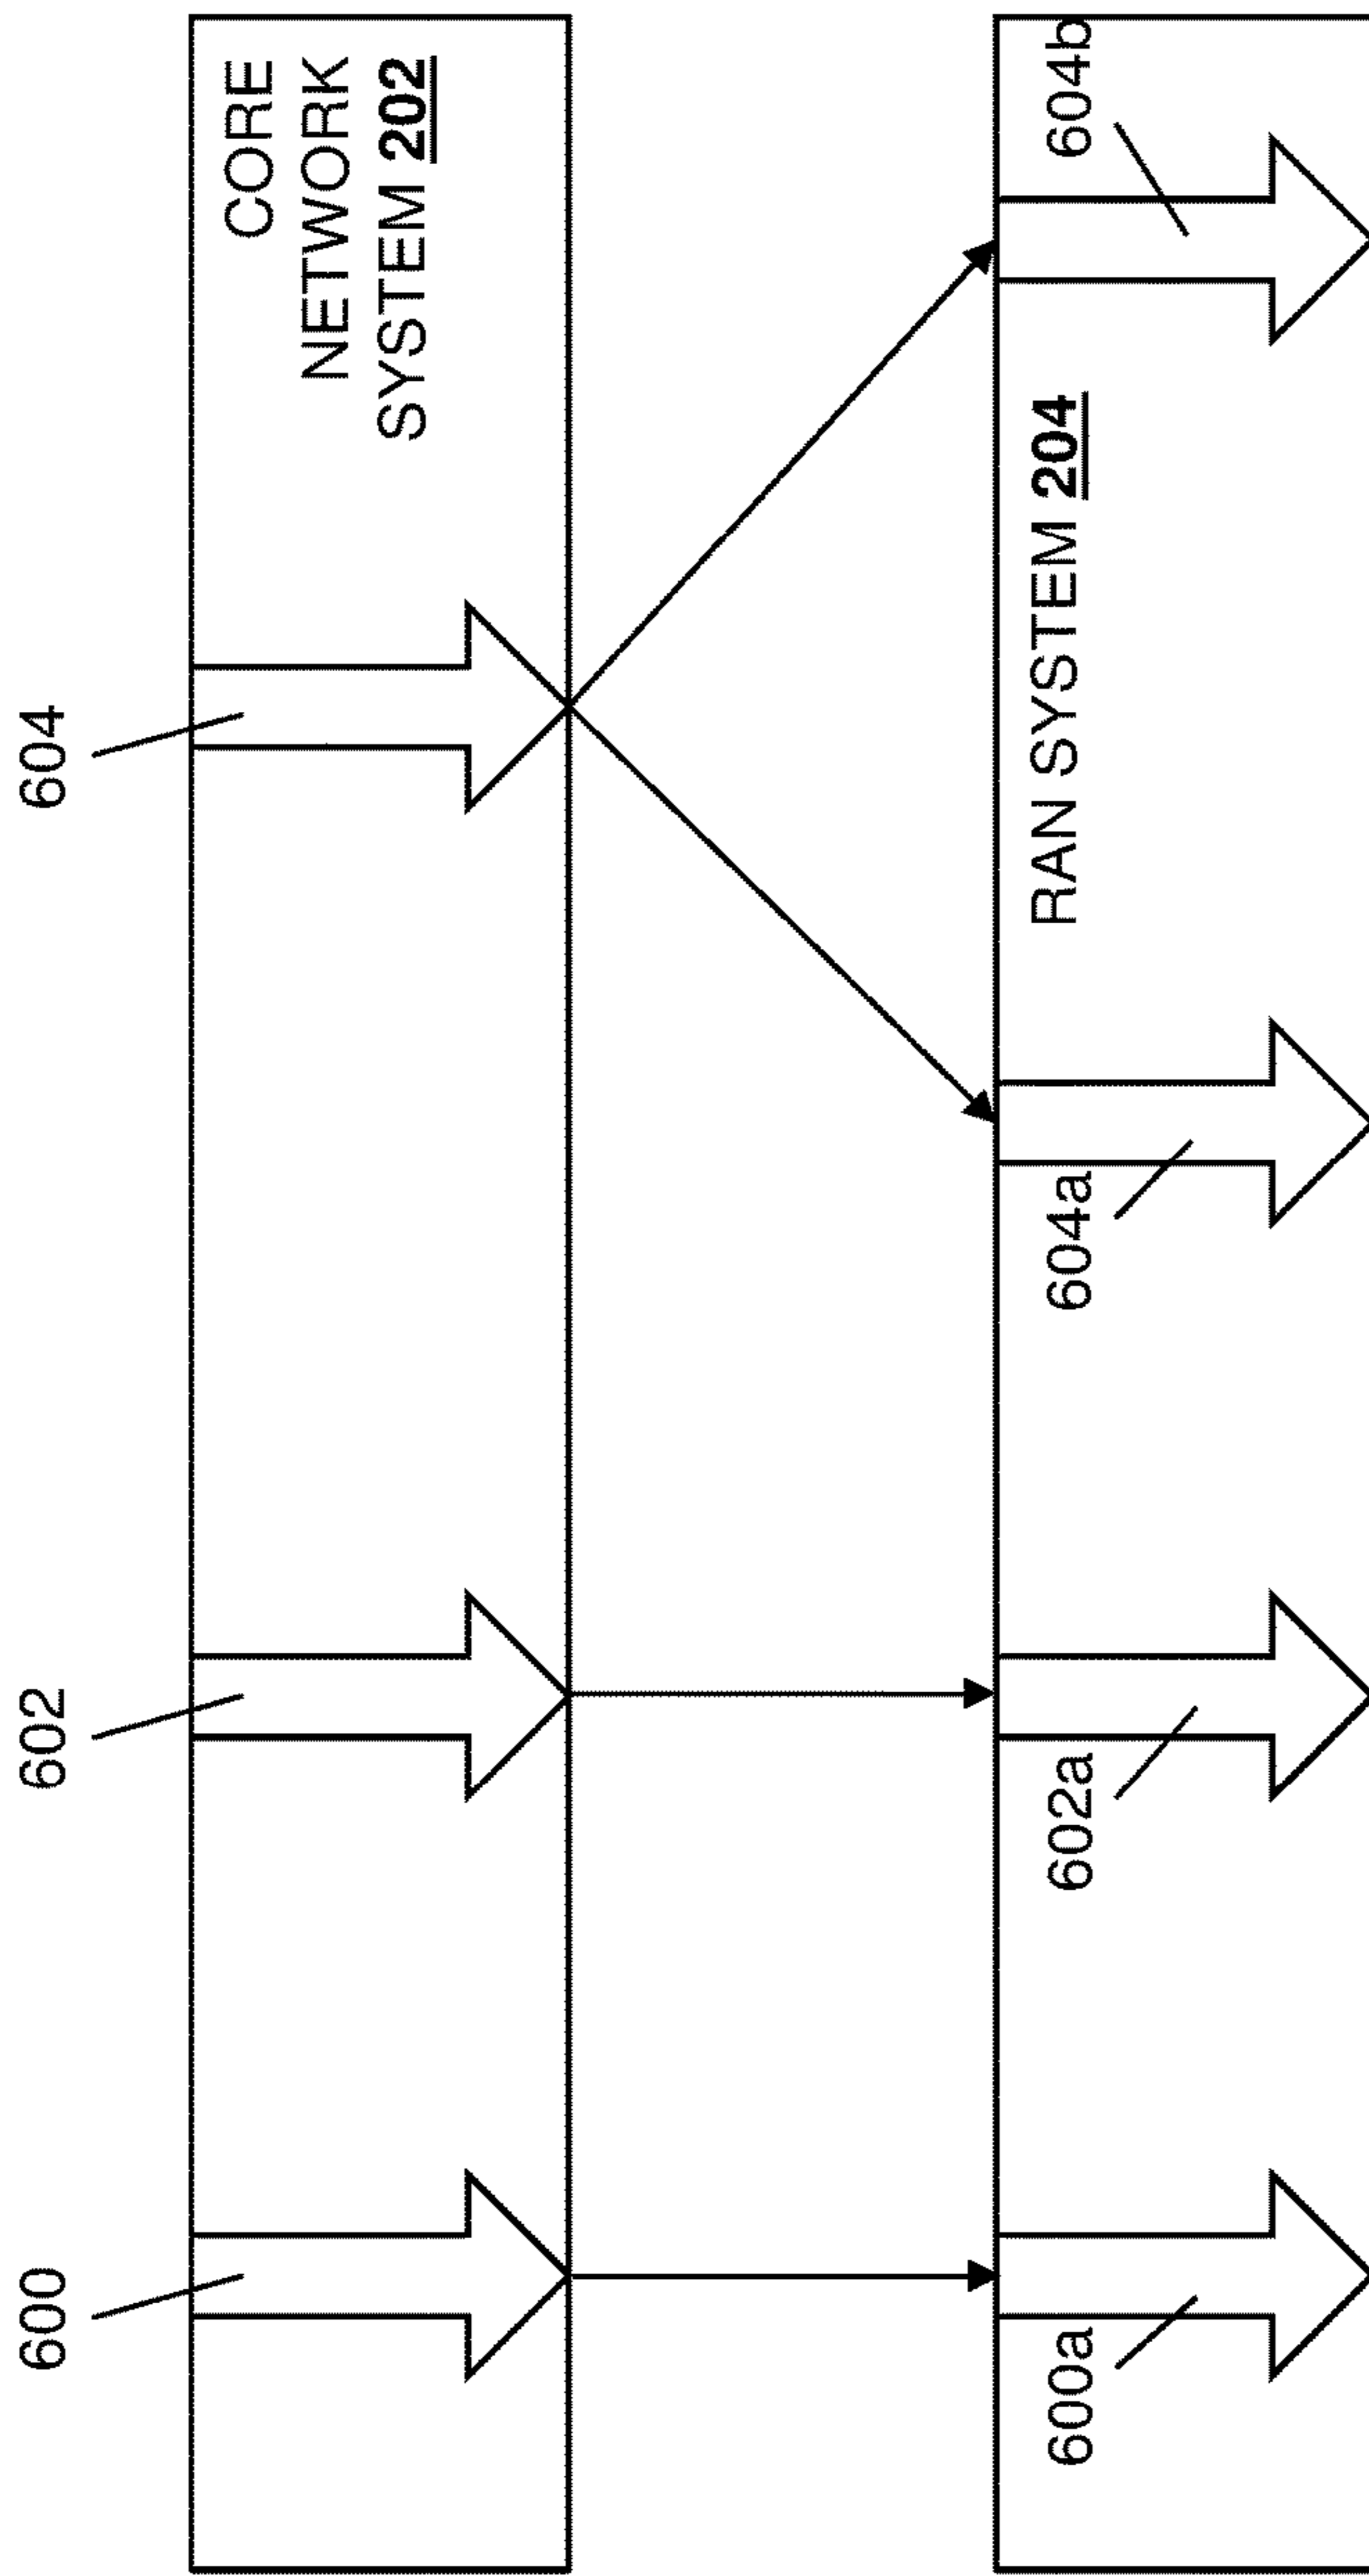 600
602
604
CORE
NETWORK
SYSTEM 202
600a
602a
604a
RAN SYSTEM 204
604b